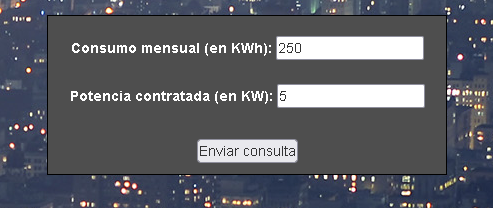 Consumo mensual (en KWh): 250
Potencia contratada (en KW): 5
Enviar consulta